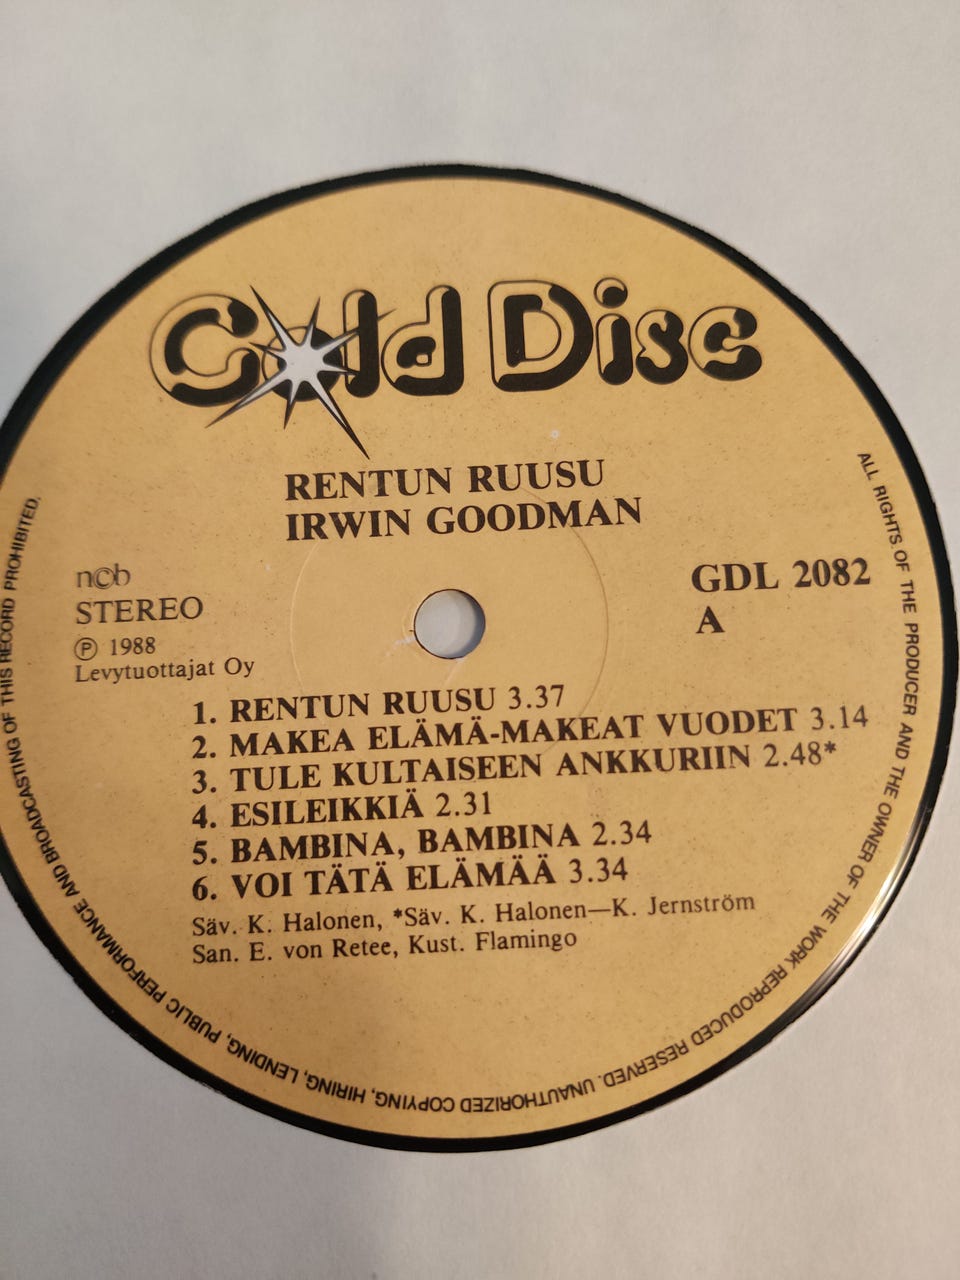 Gold Disc
RENTUN RUUSU
IRWIN GOODMAN
ncb
STEREO
Ⓟ 1988
Levytuottajat Oy
GDL 2082
A
1. RENTUN RUUSU 3.37
2. MAKEA ELÄMÄ-MAKEAT VUODET 3.14
3. TULE KULTAISEEN ANKKURIIN 2.48*
4. ESILEIKKIÄ 2.31
5. BAMBINA, BAMBINA 2.34
6. VOI TÄTÄ ELÄMÄÄ 3.34
Säv. K. Halonen, *Säv. K. Halonen—K. Jernström
San. E. von Retee, Kust. Flamingo
ALL RIGHTS OF THE PRODUCER AND THE OWNER OF THE WORK REPRODUCED RESERVED. UNAUTHORIZED COPYING, HIRING, LENDING, PUBLIC PERFORMANCE AND BROADCASTING OF THIS RECORD PROHIBITED.